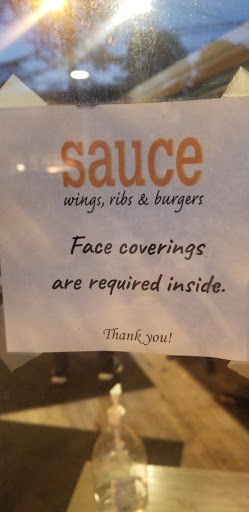 sauce
wings, ribs & burgers
Face coverings
are required inside.
Thank you!